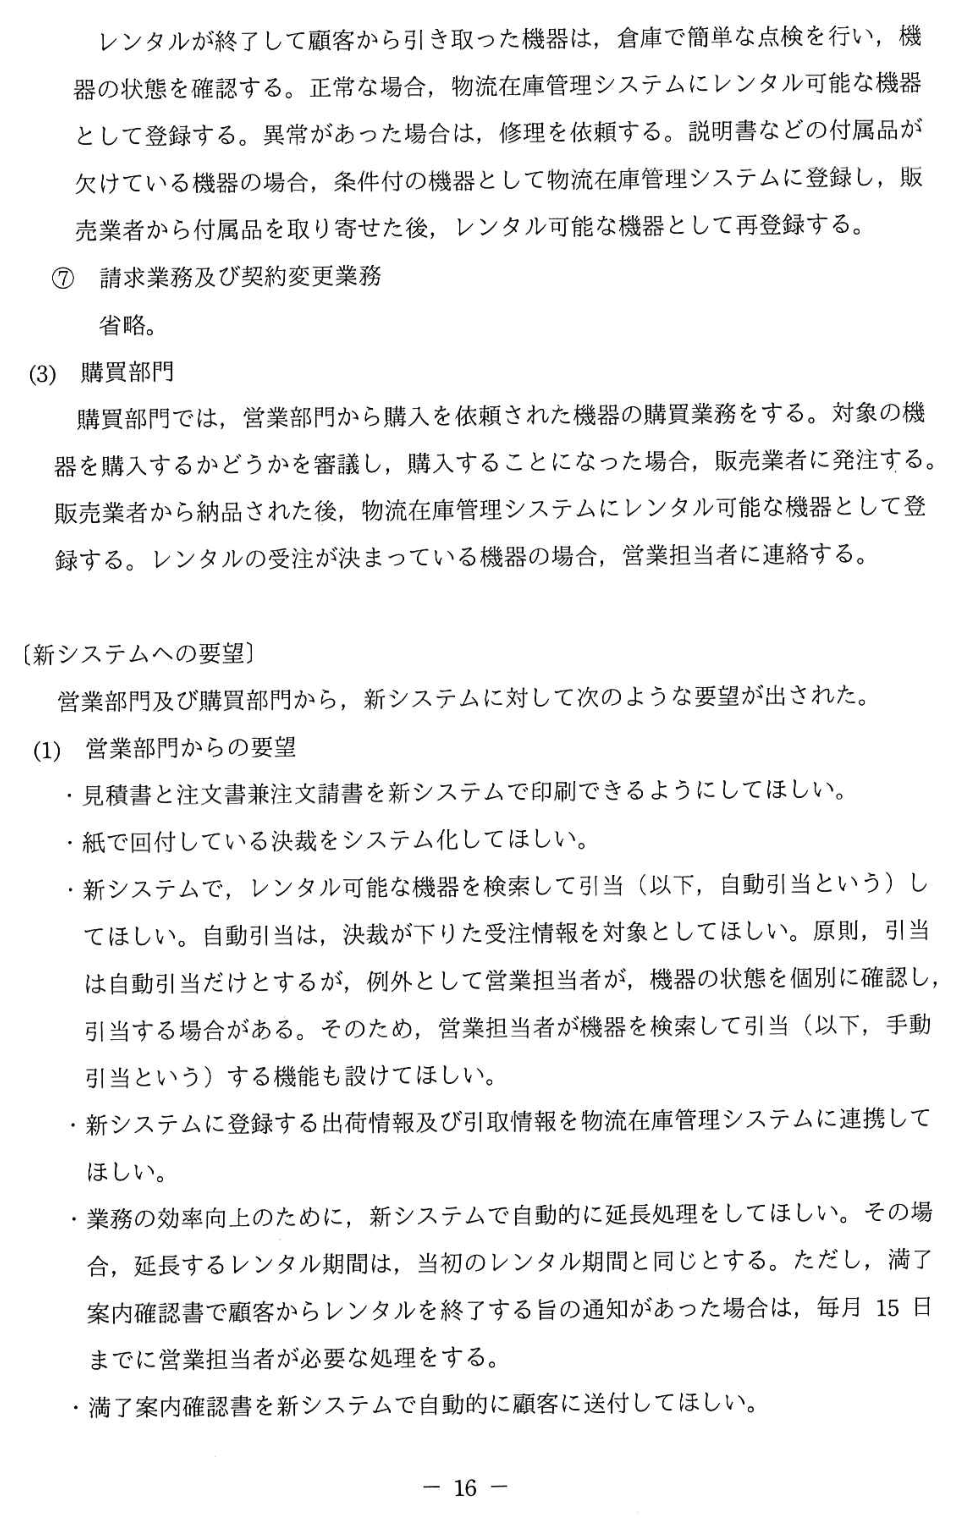 レンタルが終了して顧客から引き取った機器は，倉庫で簡単な点検を行い，機
器の状態を確認する。正常な場合，物流在庫管理システムにレンタル可能な機器
として登録する。異常があった場合は，修理を依頼する。説明書などの付属品が
欠けている機器の場合，条件付の機器として物流在庫管理システムに登録し，販
売業者から付属品を取り寄せた後，レンタル可能な機器として再登録する。
⑦　請求業務及び契約変更業務
省略。
(3)　購買部門
購買部門では，営業部門から購入を依頼された機器の購買業務をする。対象の機
器を購入するかどうかを審議し，購入することになった場合，販売業者に発注する。
販売業者から納品された後，物流在庫管理システムにレンタル可能な機器として登
録する。レンタルの受注が決まっている機器の場合，営業担当者に連絡する。
〔新システムへの要望〕
営業部門及び購買部門から，新システムに対して次のような要望が出された。
(1)　営業部門からの要望
・見積書と注文書兼注文請書を新システムで印刷できるようにしてほしい。
・紙で回付している決裁をシステム化してほしい。
・新システムで，レンタル可能な機器を検索して引当（以下，自動引当という）し
てほしい。自動引当は，決裁が下りた受注情報を対象としてほしい。原則，引当
は自動引当だけとするが，例外として営業担当者が，機器の状態を個別に確認し，
引当する場合がある。そのため，営業担当者が機器を検索して引当（以下，手動
引当という）する機能も設けてほしい。
・新システムに登録する出荷情報及び引取情報を物流在庫管理システムに連携して
ほしい。
・業務の効率向上のために，新システムで自動的に延長処理をしてほしい。その場
合，延長するレンタル期間は，当初のレンタル期間と同じとする。ただし，満了
案内確認書で顧客からレンタルを終了する旨の通知があった場合は，毎月 15 日
までに営業担当者が必要な処理をする。
・満了案内確認書を新システムで自動的に顧客に送付してほしい。
－ 16 －